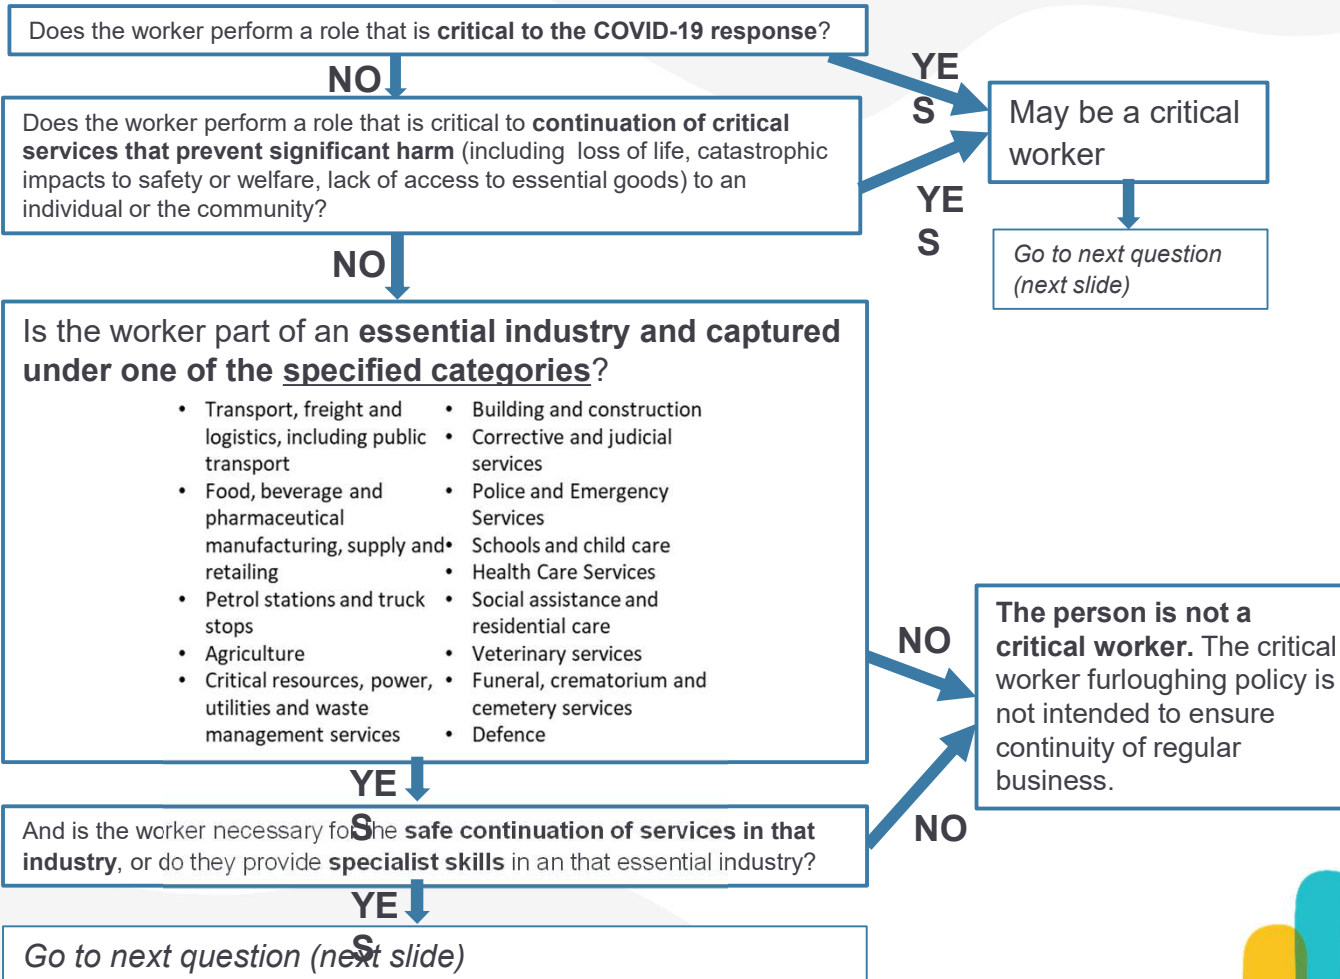 Does the worker perform a role that is critical to the COVID-19 response?
YE
S
NO
May be a critical
worker
Does the worker perform a role that is critical to continuation of critical
services that prevent significant harm (including loss of life, catastrophic
impacts to safety or welfare, lack of access to essential goods) to an
individual or the community?
YE
S
Go to next question
(next slide)
NO
Is the worker part of an essential industry and captured
under one of the specified categories?
• Transport, freight and
logistics, including public
transport
• Food, beverage and
pharmaceutical
manufacturing, supply and
retailing
• Petrol stations and truck
stops
• Agriculture
• Critical resources, power,
utilities and waste
management services
• Building and construction
• Corrective and judicial
services
• Police and Emergency
Services
• Schools and child care
• Health Care Services
• Social assistance and
residential care
• Veterinary services
• Funeral, crematorium and
cemetery services
• Defence
NO
The person is not a
critical worker. The critical
worker furloughing policy is
not intended to ensure
continuity of regular
business.
YE
S
And is the worker necessary for the safe continuation of services in that
industry, or do they provide specialist skills in an that essential industry?
NO
YE
S
Go to next question (next slide)